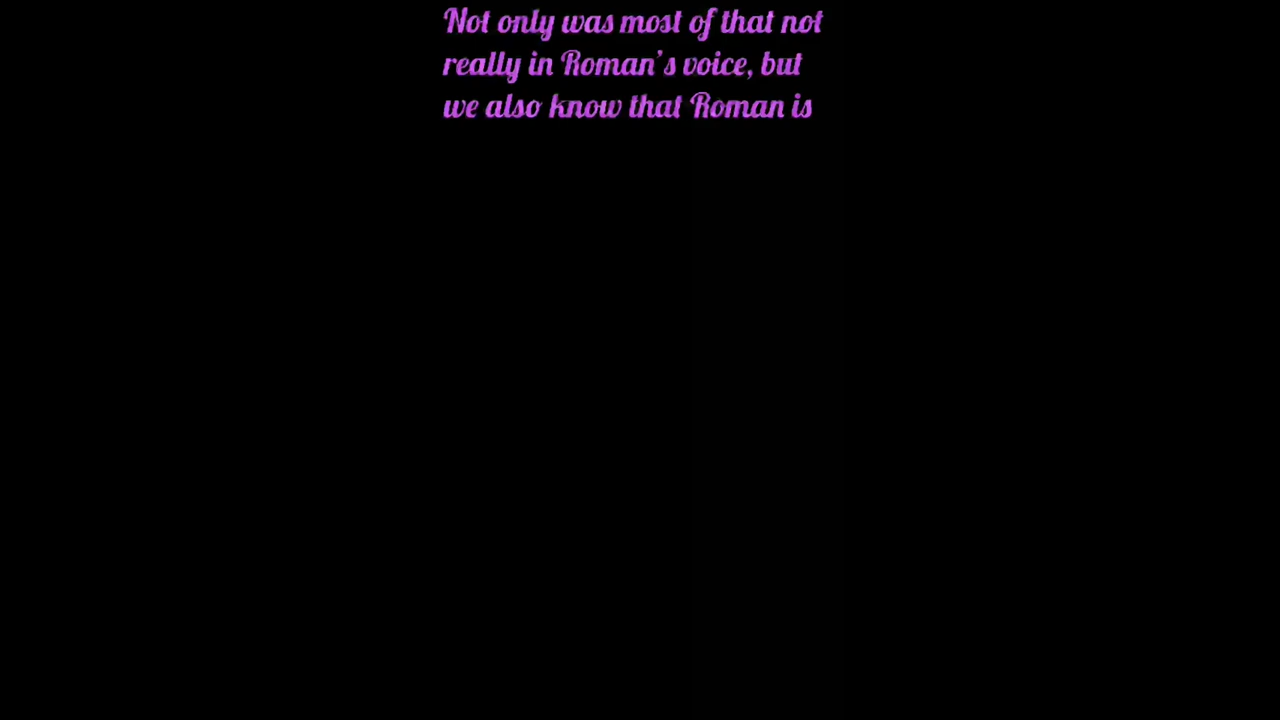 Not only was most of that not
really in Roman's voice, but
we also know that Roman is